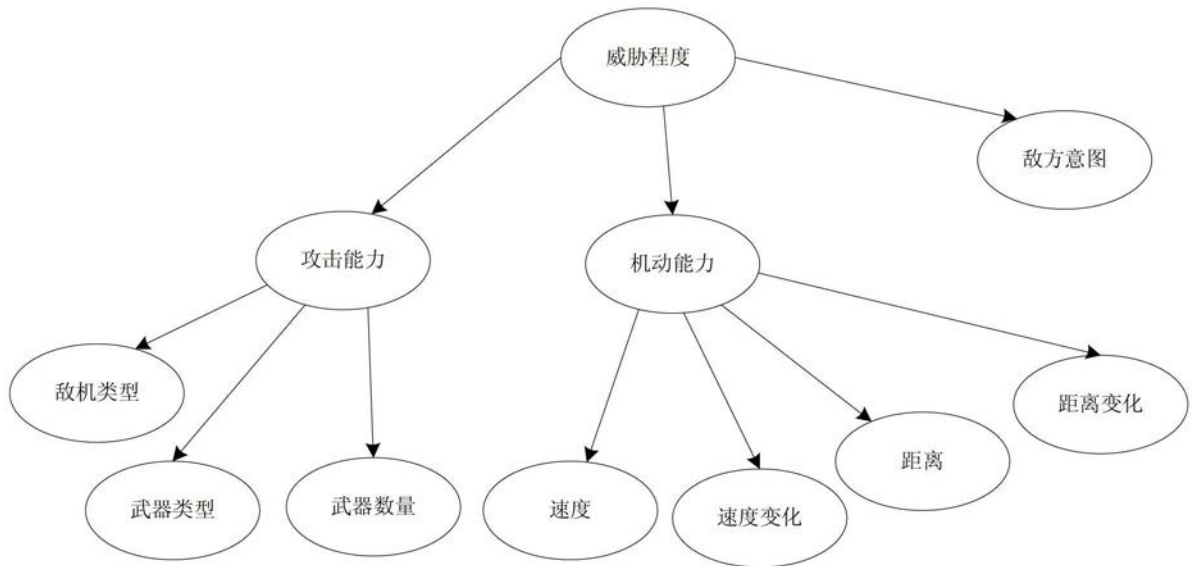 威胁程度
敌方意图
攻击能力
机动能力
敌机类型
距离变化
距离
武器类型
武器数量
速度
速度变化